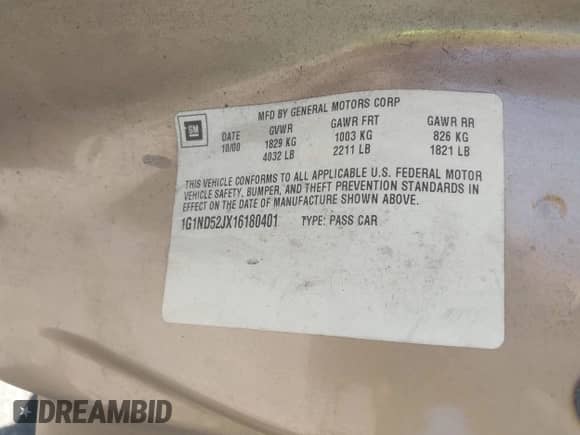 MFD BY GENERAL MOTORS CORP
GM
DATE GVWR GAWR FRT GAWR RR
10/00 1829 KG 1003 KG 826 KG
4032 LB 2211 LB 1821 LB
THIS VEHICLE CONFORMS TO ALL APPLICABLE U.S. FEDERAL MOTOR
VEHICLE SAFETY, BUMPER, AND THEFT PREVENTION STANDARDS IN
EFFECT ON THE DATE OF MANUFACTURE SHOWN ABOVE.
1G1ND52JX16180401 TYPE: PASS CAR
DREAMBID